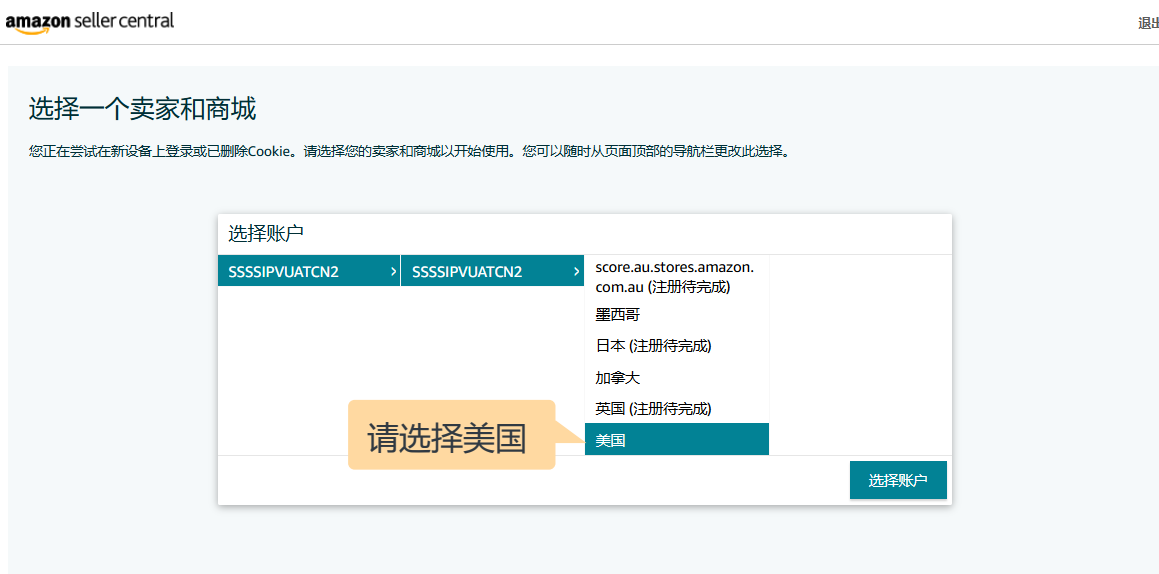 amazon seller central
退出
选择一个卖家和商城
您正在尝试在新设备上登录或已删除Cookie。请选择您的卖家和商城以开始使用。您可以随时从页面顶部的导航栏更改此选择。
选择账户
SSSSIPVUATCN2
SSSSIPVUATCN2
score.au.stores.amazon.
com.au (注册待完成)
墨西哥
日本 (注册待完成)
加拿大
英国 (注册待完成)
请选择美国
美国
选择账户